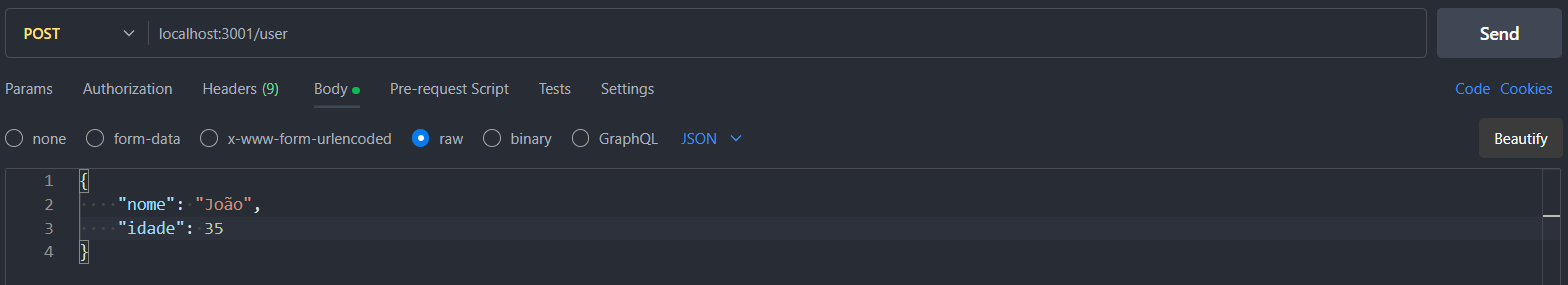 POST localhost:3001/user Send
Params Authorization Headers (9) Body Pre-request Script Tests Settings Code Cookies
none form-data x-www-form-urlencoded raw binary GraphQL JSON Beautify
1 {
2 "nome": "João",
3 "idade": 35
4 }